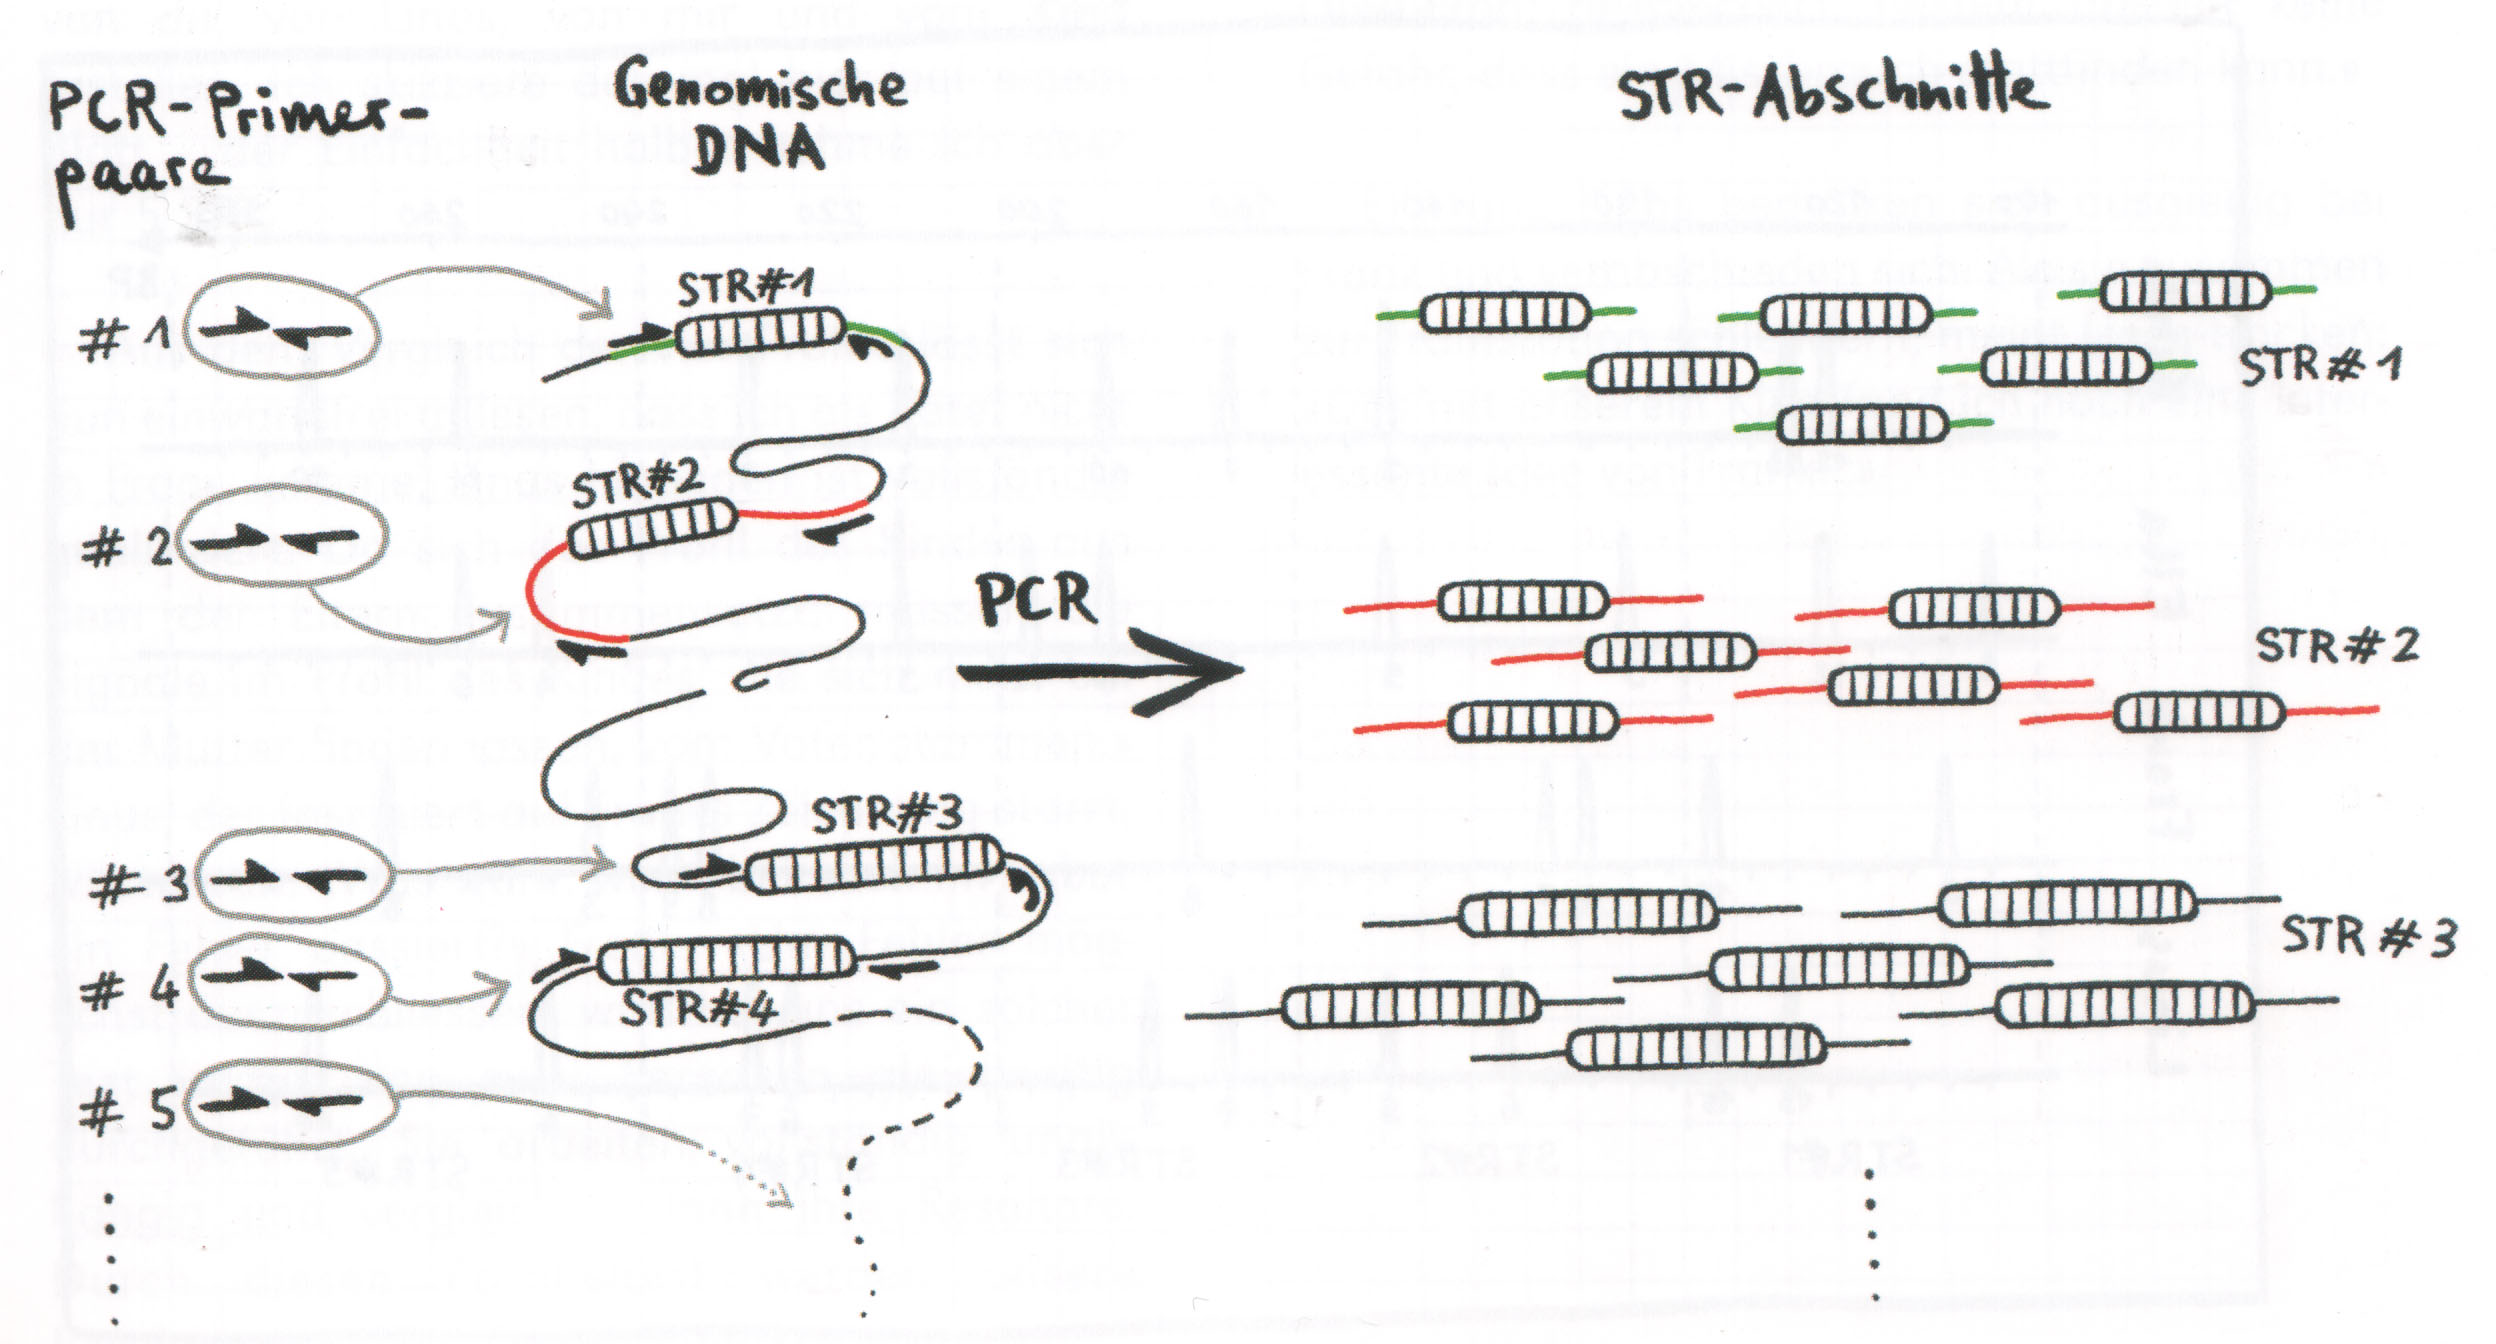 PCR-Primer-
paare
Genomische
DNA
STR-Abschnitte
#1
STR#1
STR#1
#2
STR#2
PCR
STR#2
#3
STR#3
STR#3
#4
STR#4
#5